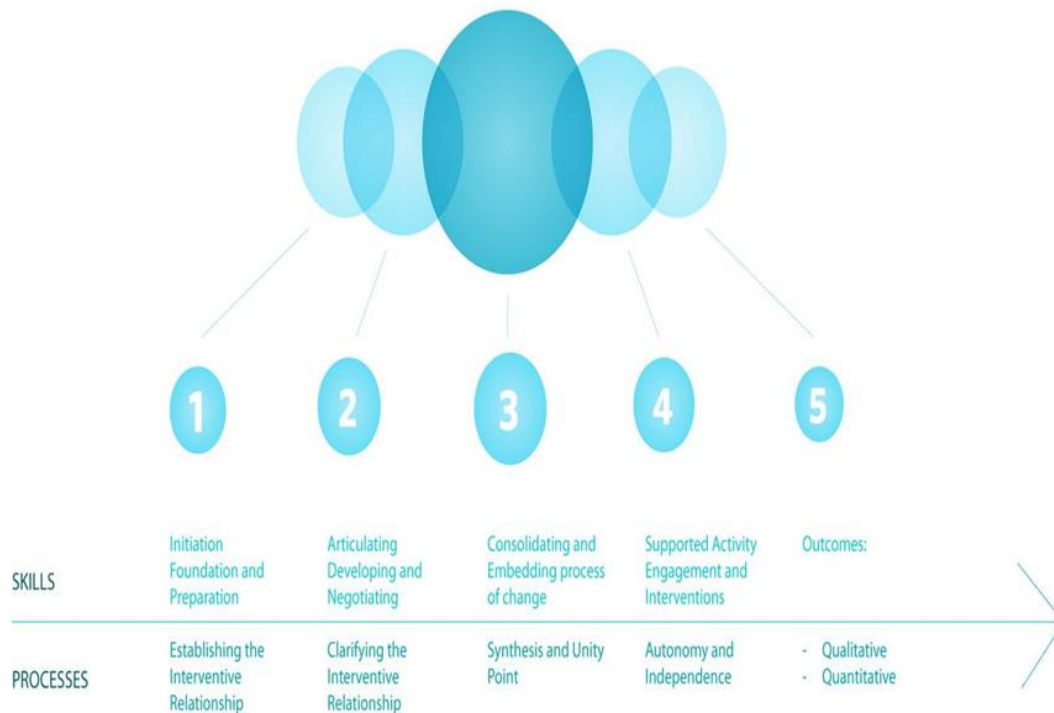 1
2
3
4
5
SKILLS
Initiation
Foundation and
Preparation
Articulating
Developing and
Negotiating
Consolidating and
Embedding process
of change
Supported Activity
Engagement and
Interventions
Outcomes:
PROCESSES
Establishing the
Interventive
Relationship
Clarifying the
Interventive
Relationship
Synthesis and Unity
Point
Autonomy and
Independence
- Qualitative
- Quantitative